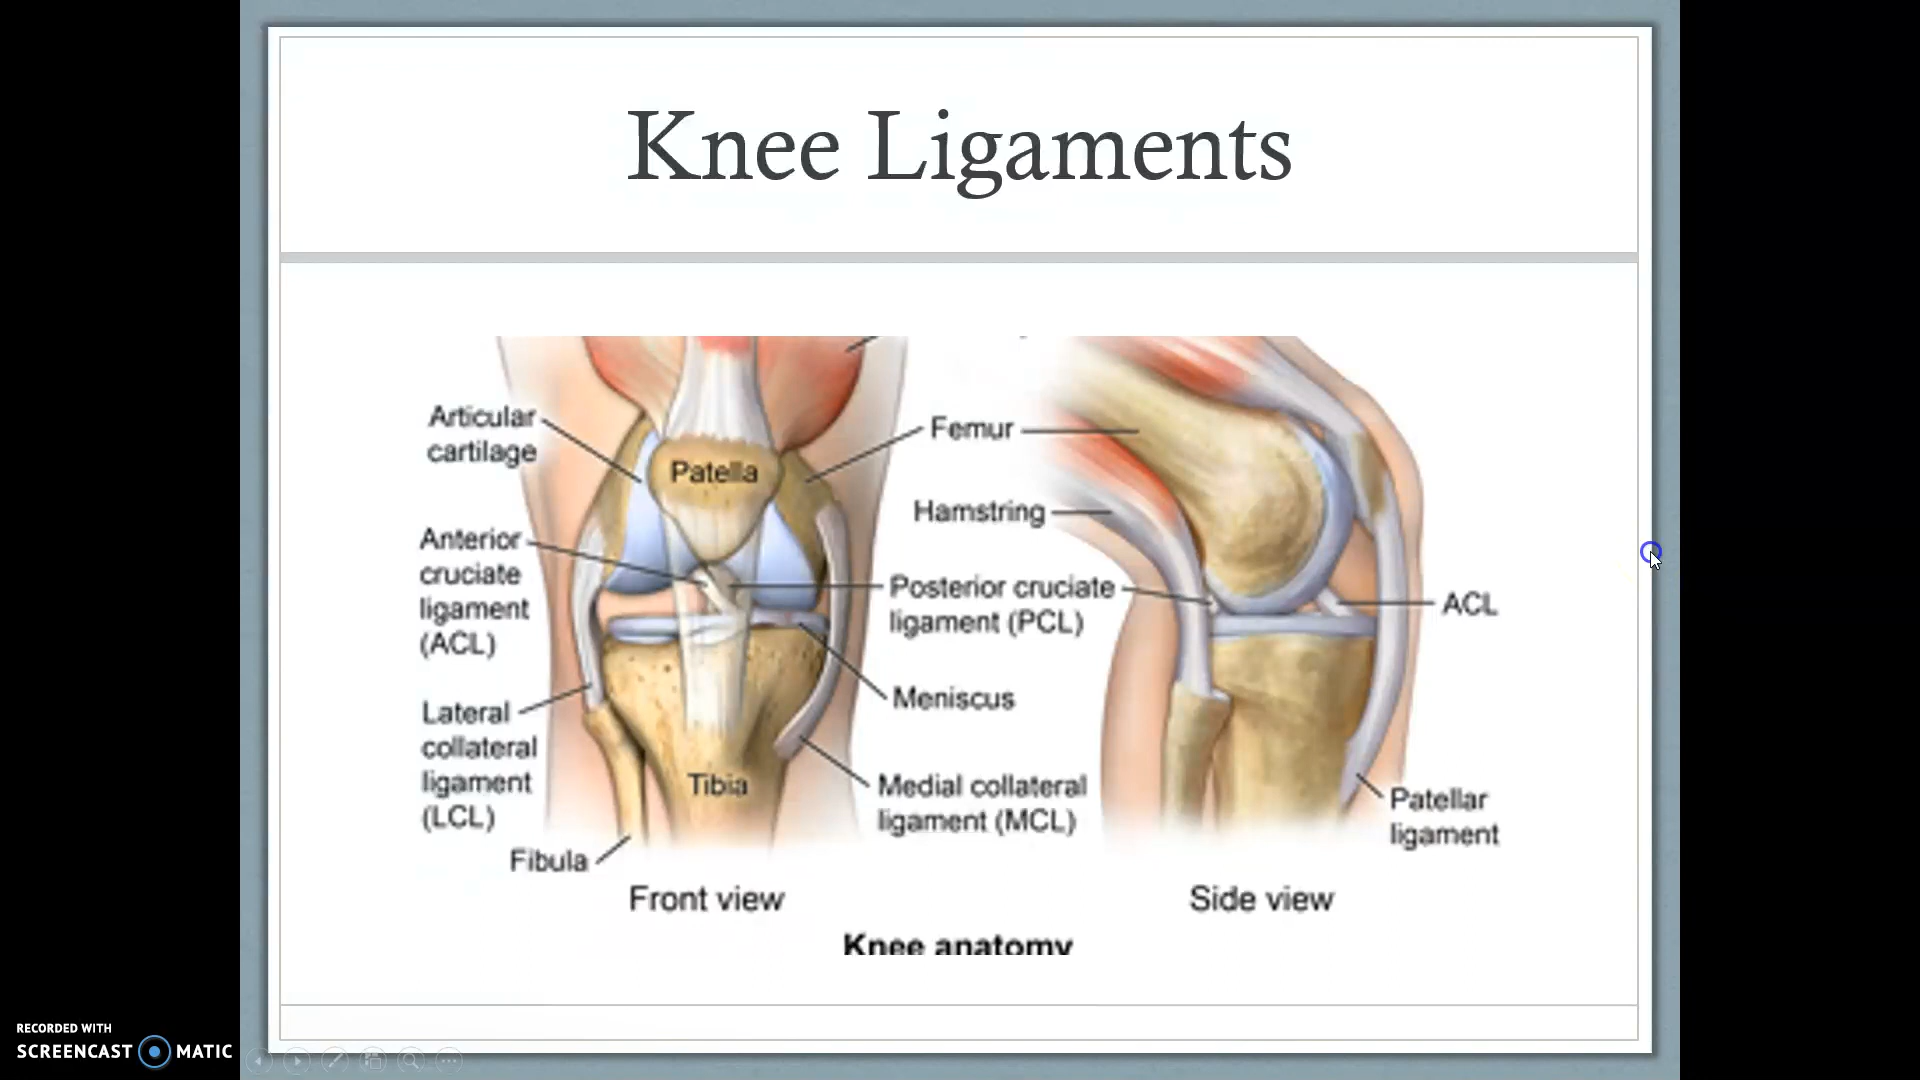 Knee Ligaments
Articular
cartilage
Patella
Femur
Hamstring
Anterior
cruciate
ligament
(ACL)
Posterior cruciate
ligament (PCL)
ACL
Meniscus
Lateral
collateral
ligament
(LCL)
Tibia
Medial collateral
ligament (MCL)
Patellar
ligament
Fibula
Front view
Side view
Knee anatomy
RECORDED WITH
SCREENCAST MATIC